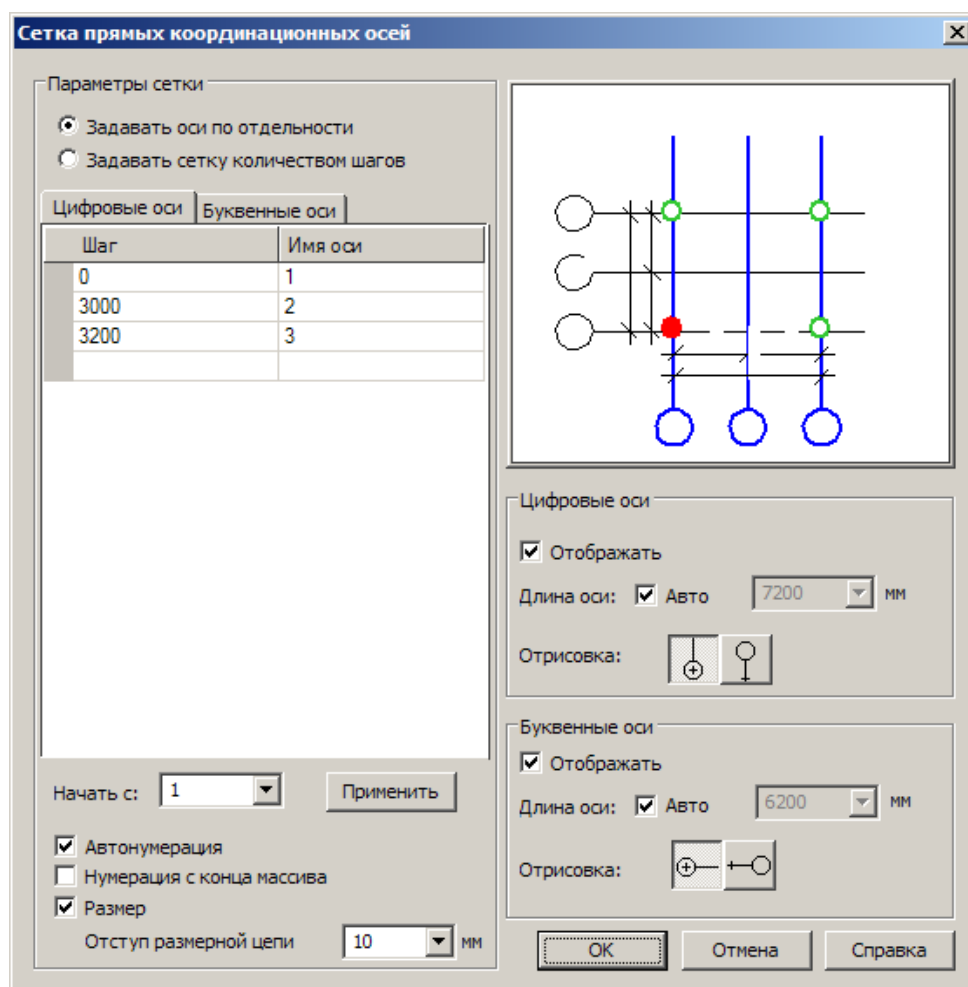 Сетка прямых координационных осей
Параметры сетки
Задавать оси по отдельности
Задавать сетку количеством шагов
Цифровые оси Буквенные оси
Шаг Имя оси
0 1
3000 2
3200 3
Начать с: 1 Применить
Автонумерация
Нумерация с конца массива
Размер
Отступ размерной цепи 10 мм
Цифровые оси
Отображать
Длина оси: Авто 7200 мм
Отрисовка:
Буквенные оси
Отображать
Длина оси: Авто 6200 мм
Отрисовка:
ОК Отмена Справка